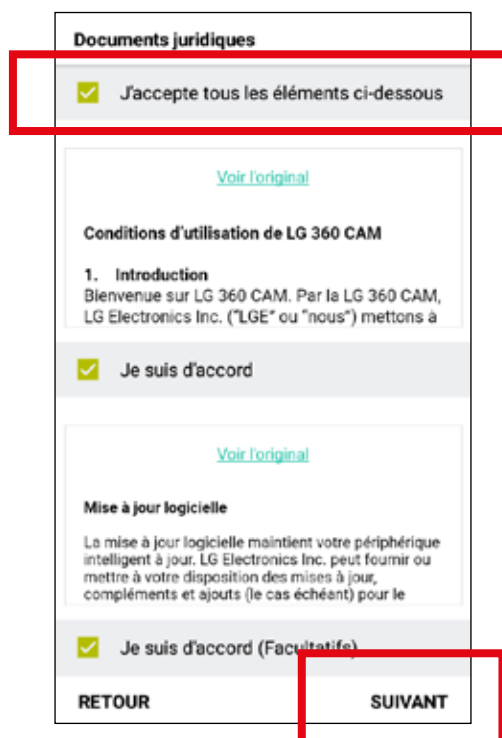 Documents juridiques
J'accepte tous les éléments ci-dessous
Voir l'original
Conditions d'utilisation de LG 360 CAM
1. Introduction
Bienvenue sur LG 360 CAM. Par la LG 360 CAM,
LG Electronics Inc. ("LGE" ou "nous") mettons à
Je suis d'accord
Voir l'original
Mise à jour logicielle
La mise à jour logicielle maintient votre périphérique
intelligent à jour. LG Electronics Inc. peut fournir ou
mettre à votre disposition des mises à jour,
compléments et ajouts (le cas échéant) pour le
Je suis d'accord (Facultatifs)
RETOUR SUIVANT